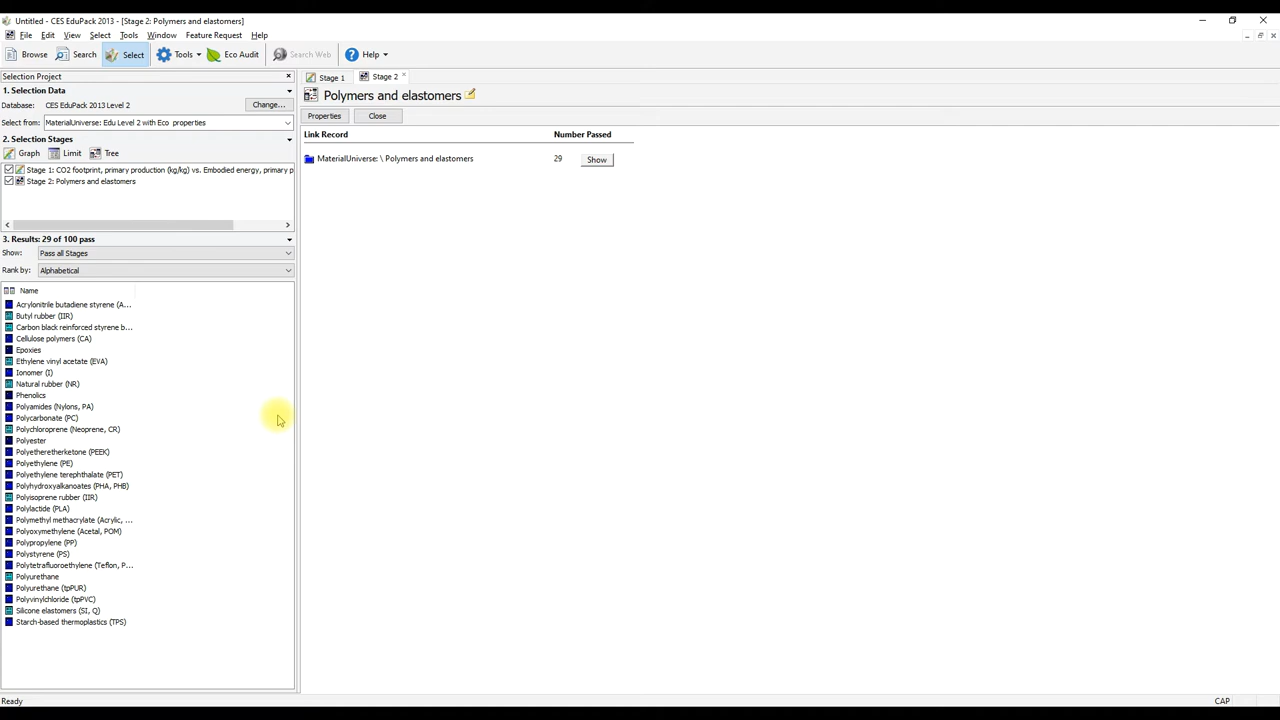 Untitled - CES EduPack 2013 - [Stage 2: Polymers and elastomers]
File Edit View Select Tools Window Feature Request Help
Browse Search Select Tools Eco Audit Search Web Help
Selection Project
1. Selection Data
Database: CES EduPack 2013 Level 2 Change...
Select from: MaterialUniverse: Edu Level 2 with Eco properties
2. Selection Stages
Graph Limit Tree
Stage 1: CO2 footprint, primary production (kg/kg) vs. Embodied energy, primary p
Stage 2: Polymers and elastomers
3. Results: 29 of 100 pass
Show: Pass all Stages
Rank by: Alphabetical
Name
Acrylonitrile butadiene styrene (A...
Butyl rubber (IIR)
Carbon black reinforced styrene b...
Cellulose polymers (CA)
Epoxies
Ethylene vinyl acetate (EVA)
Ionomer (I)
Natural rubber (NR)
Phenolics
Polyamides (Nylons, PA)
Polycarbonate (PC)
Polychloroprene (Neoprene, CR)
Polyester
Polyetheretherketone (PEEK)
Polyethylene (PE)
Polyethylene terephthalate (PET)
Polyhydroxyalkanoates (PHA, PHB)
Polyisoprene rubber (IIR)
Polylactide (PLA)
Polymethyl methacrylate (Acrylic, ...
Polyoxymethylene (Acetal, POM)
Polypropylene (PP)
Polystyrene (PS)
Polytetrafluoroethylene (Teflon, P...
Polyurethane
Polyurethane (tpPUR)
Polyvinylchloride (tpPVC)
Silicone elastomers (SI, Q)
Starch-based thermoplastics (TPS)
Stage 1 Stage 2
Polymers and elastomers
Properties Close
Link Record Number Passed
MaterialUniverse: \ Polymers and elastomers 29 Show
Ready CAP